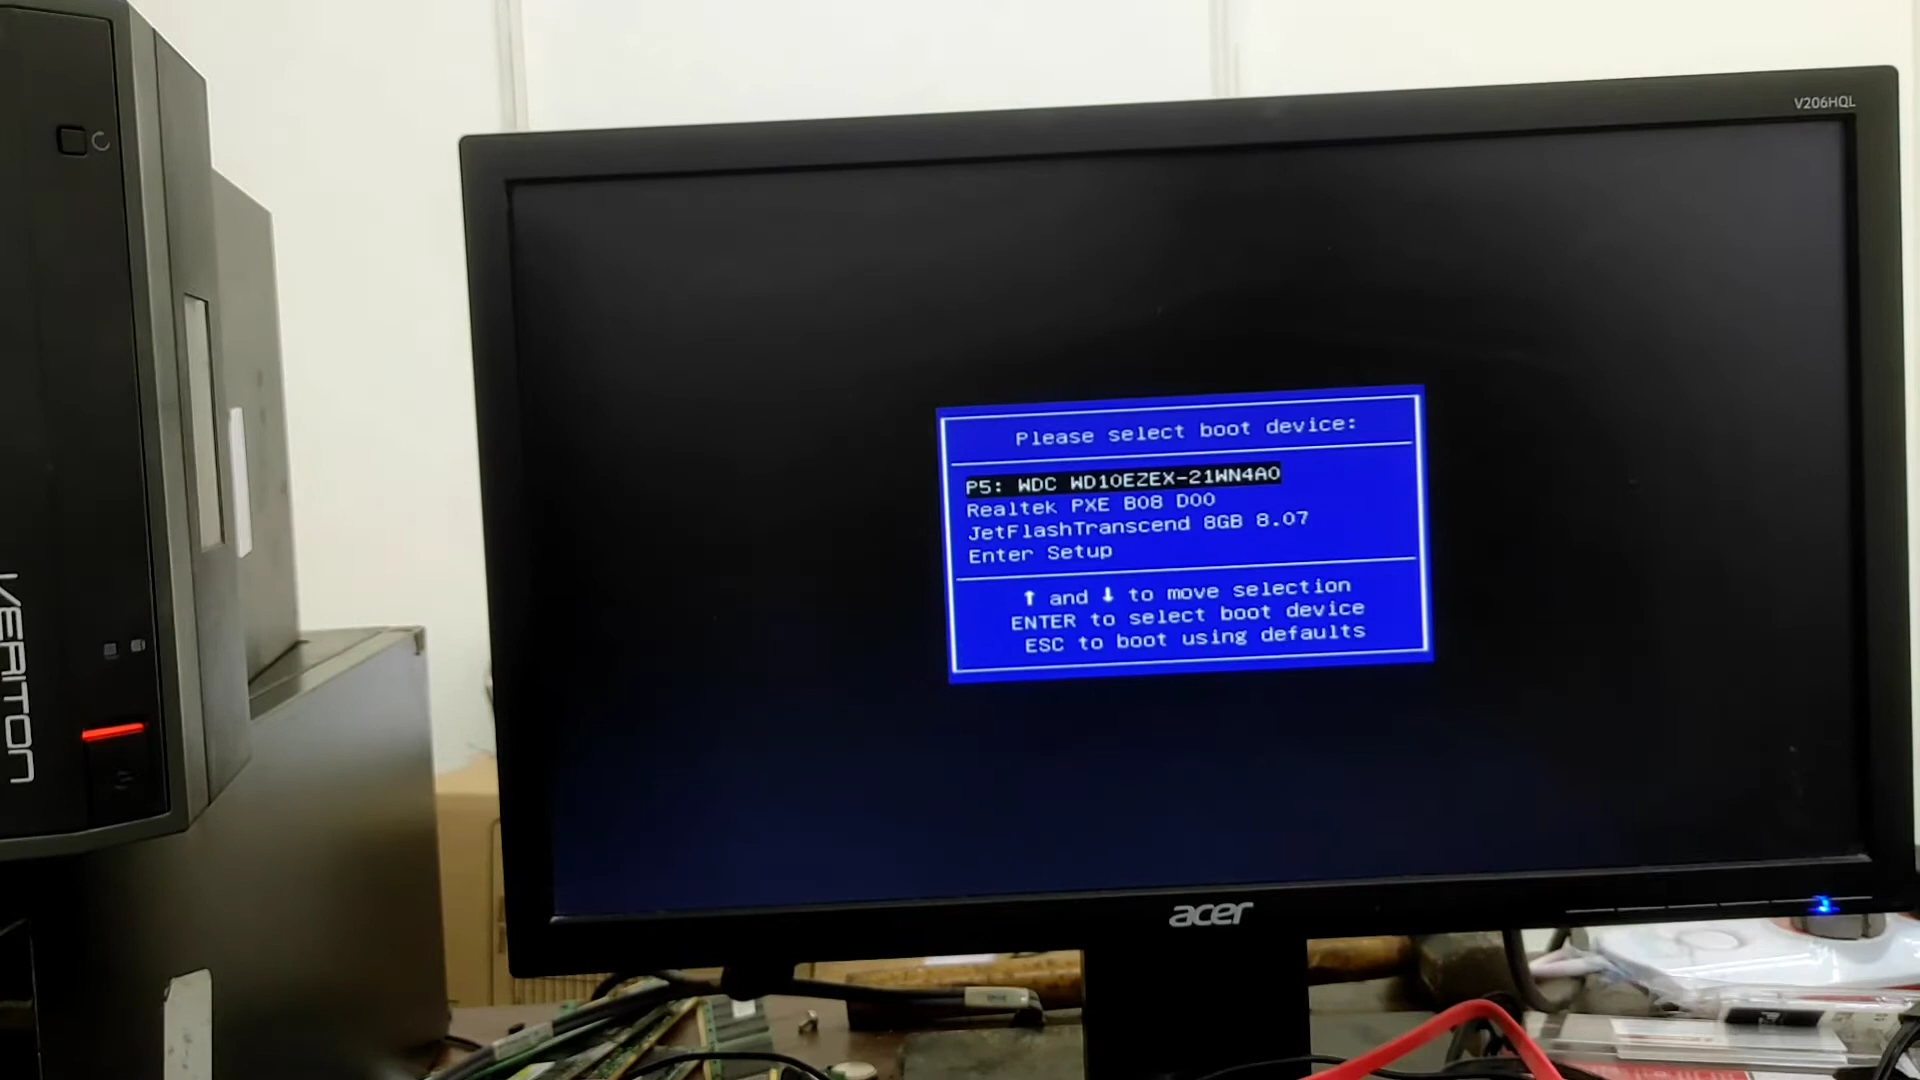 V206HQL
Please select boot device:
P5: WDC WD10EZEX-21WN4A0
Realtek PXE B08 D00
JetFlashTranscend 8GB 8.07
Enter Setup
↑ and ↓ to move selection
ENTER to select boot device
ESC to boot using defaults
VERITON
acer